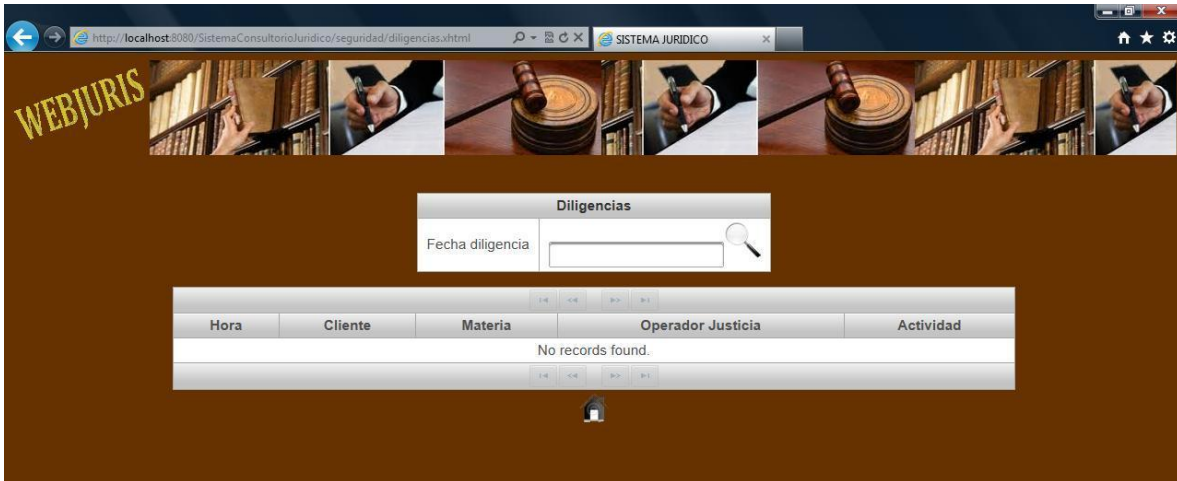 http://localhost:8080/SistemaConsultorioJuridico/seguridad/diligencias.xhtml
SISTEMA JURIDICO
WEBJURIS
Diligencias
Fecha diligencia
Hora Cliente Materia Operador Justicia Actividad
No records found.